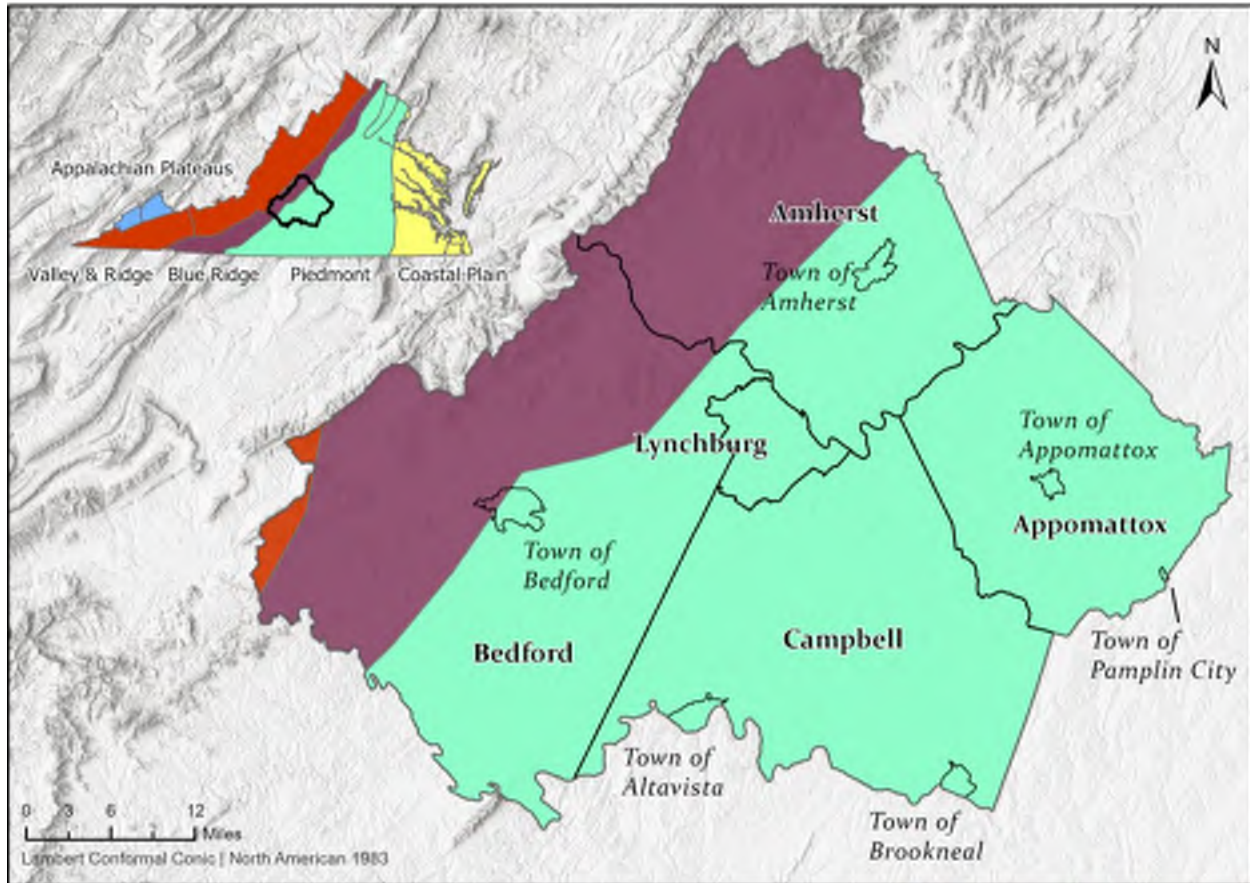 N
Appalachian Plateaus
Valley & Ridge
Blue Ridge
Piedmont
Coastal Plain
Amherst
Town of
Amherst
Lynchburg
Town of
Appomattox
Appomattox
Town of
Bedford
Bedford
Campbell
Town of
Pamplin City
Town of
Altavista
Town of
Brookneal
0 3 6 12
Miles
Lambert Conformal Conic | North American 1983